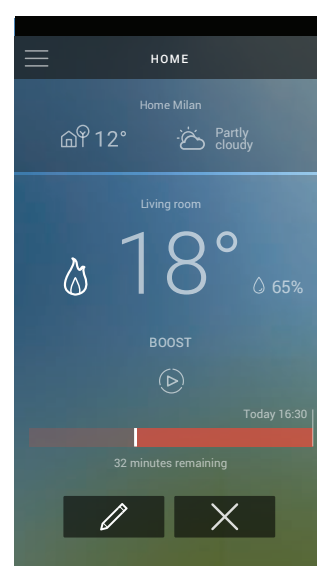 HOME
Home Milan
12°
Partly
cloudy
Living room
18°
65%
BOOST
Today 16:30
32 minutes remaining